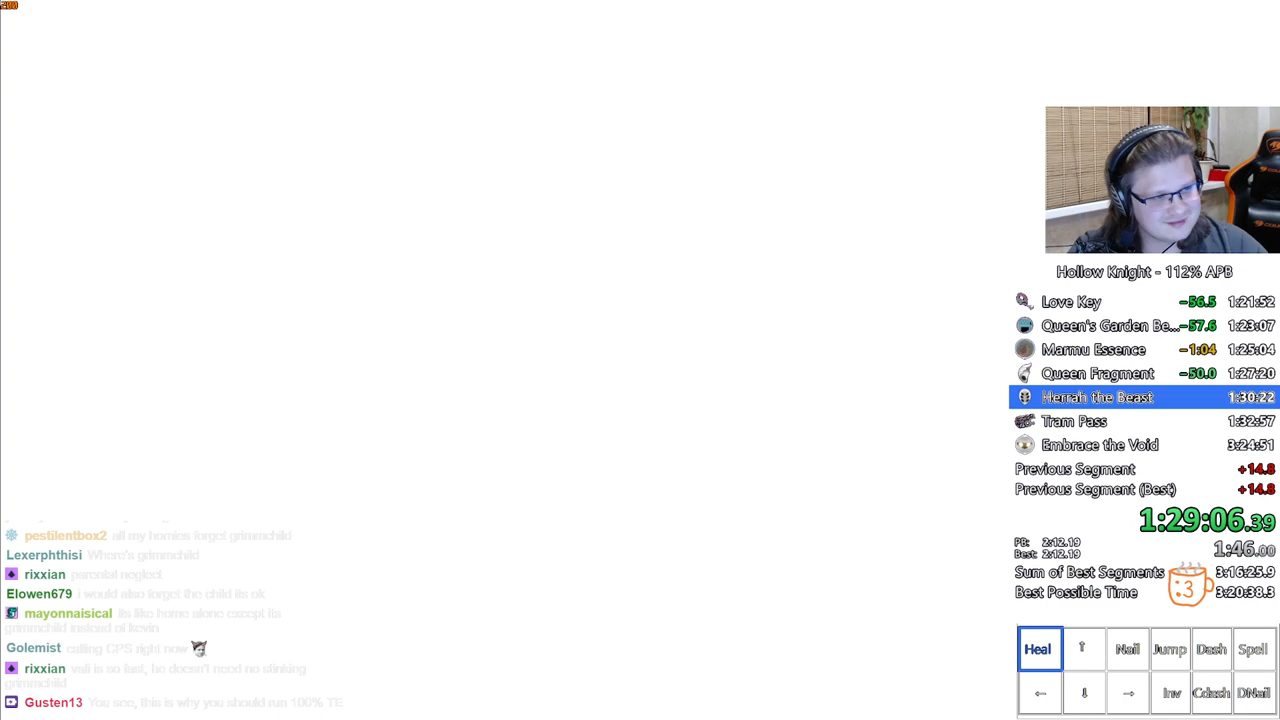 Hollow Knight - 112% APB
Love Key -56.5 1:21:52
Queen's Garden Be... -57.6 1:23:07
Marmu Essence -1:04 1:25:04
Queen Fragment -50.0 1:27:20
Herrah the Beast 1:30:22
Tram Pass 1:32:57
Embrace the Void 3:24:51
Previous Segment +14.8
Previous Segment (Best) +14.8
1:29:06.39
PB: 2:12.19
Best: 2:12.19
1:46.00
Sum of Best Segments 3:16:25.9
Best Possible Time 3:20:38.3
Heal ↑ Nail Jump Dash Spell
← ↓ → Inv Cdash DNail
pestilentbox2 all my homies forget grimmchild
Lexerphthisi Where's grimmchild
rixxian parental neglect
Elowen679 i would also forget the child its ok
mayonnaisical its like home alone except its
grimmchild instead of kevin
Golemist calling CPS right now
rixxian vali is so fast, he doesn't need no stinking
grimmchild
Gusten13 You see, this is why you should run 100% TE